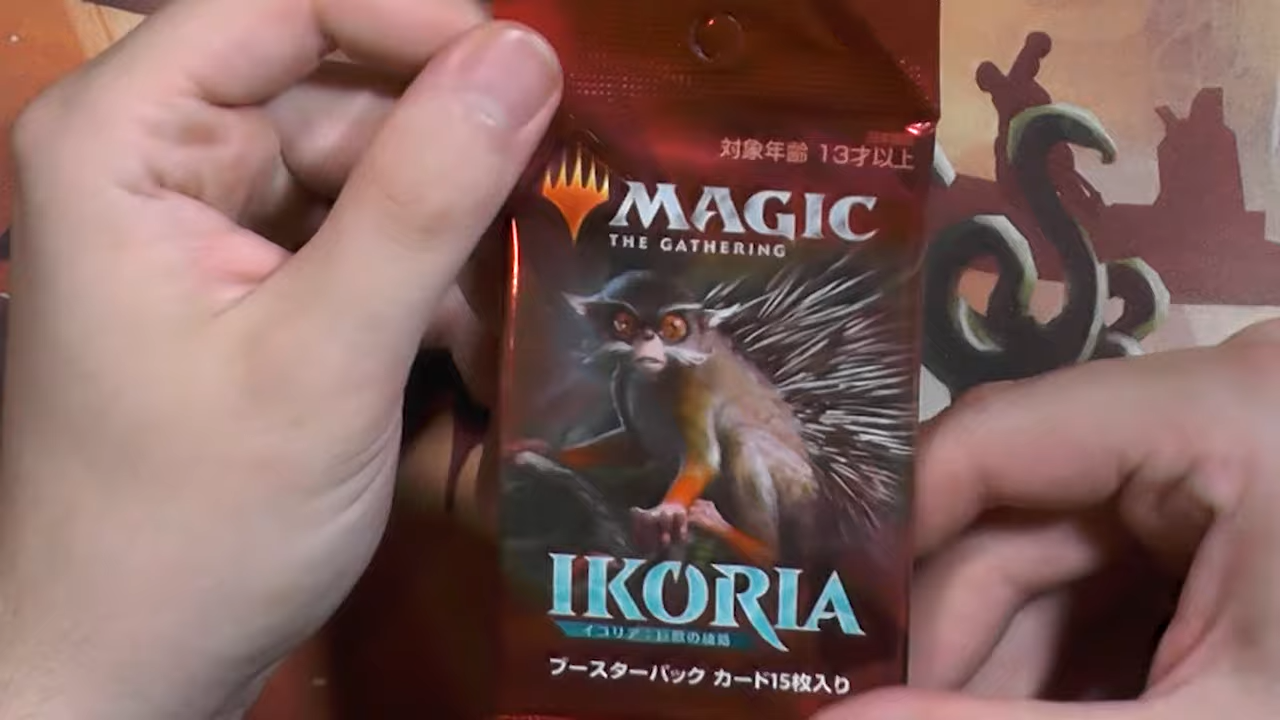 対象年齢 13才以上
MAGIC
THE GATHERING
IKORIA
イコリア:巨獣の棲処
ブースターパック カード15枚入り